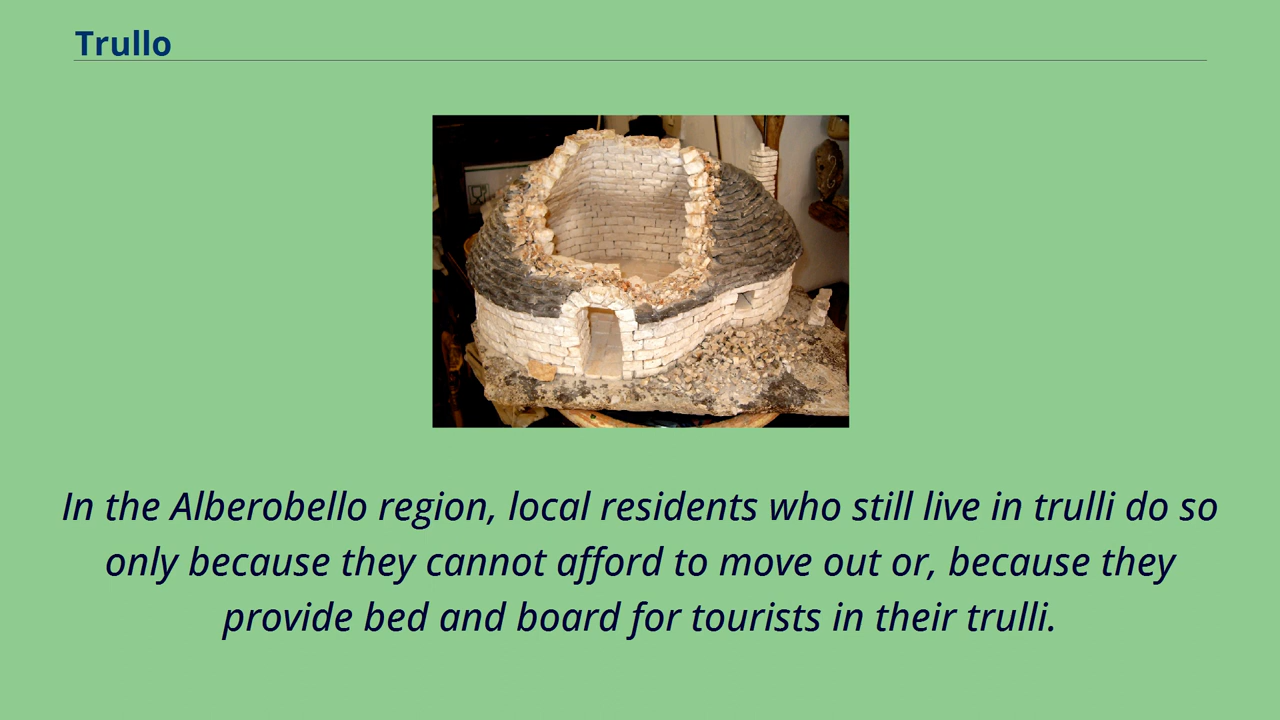 Trullo
In the Alberobello region, local residents who still live in trulli do so
only because they cannot afford to move out or, because they
provide bed and board for tourists in their trulli.